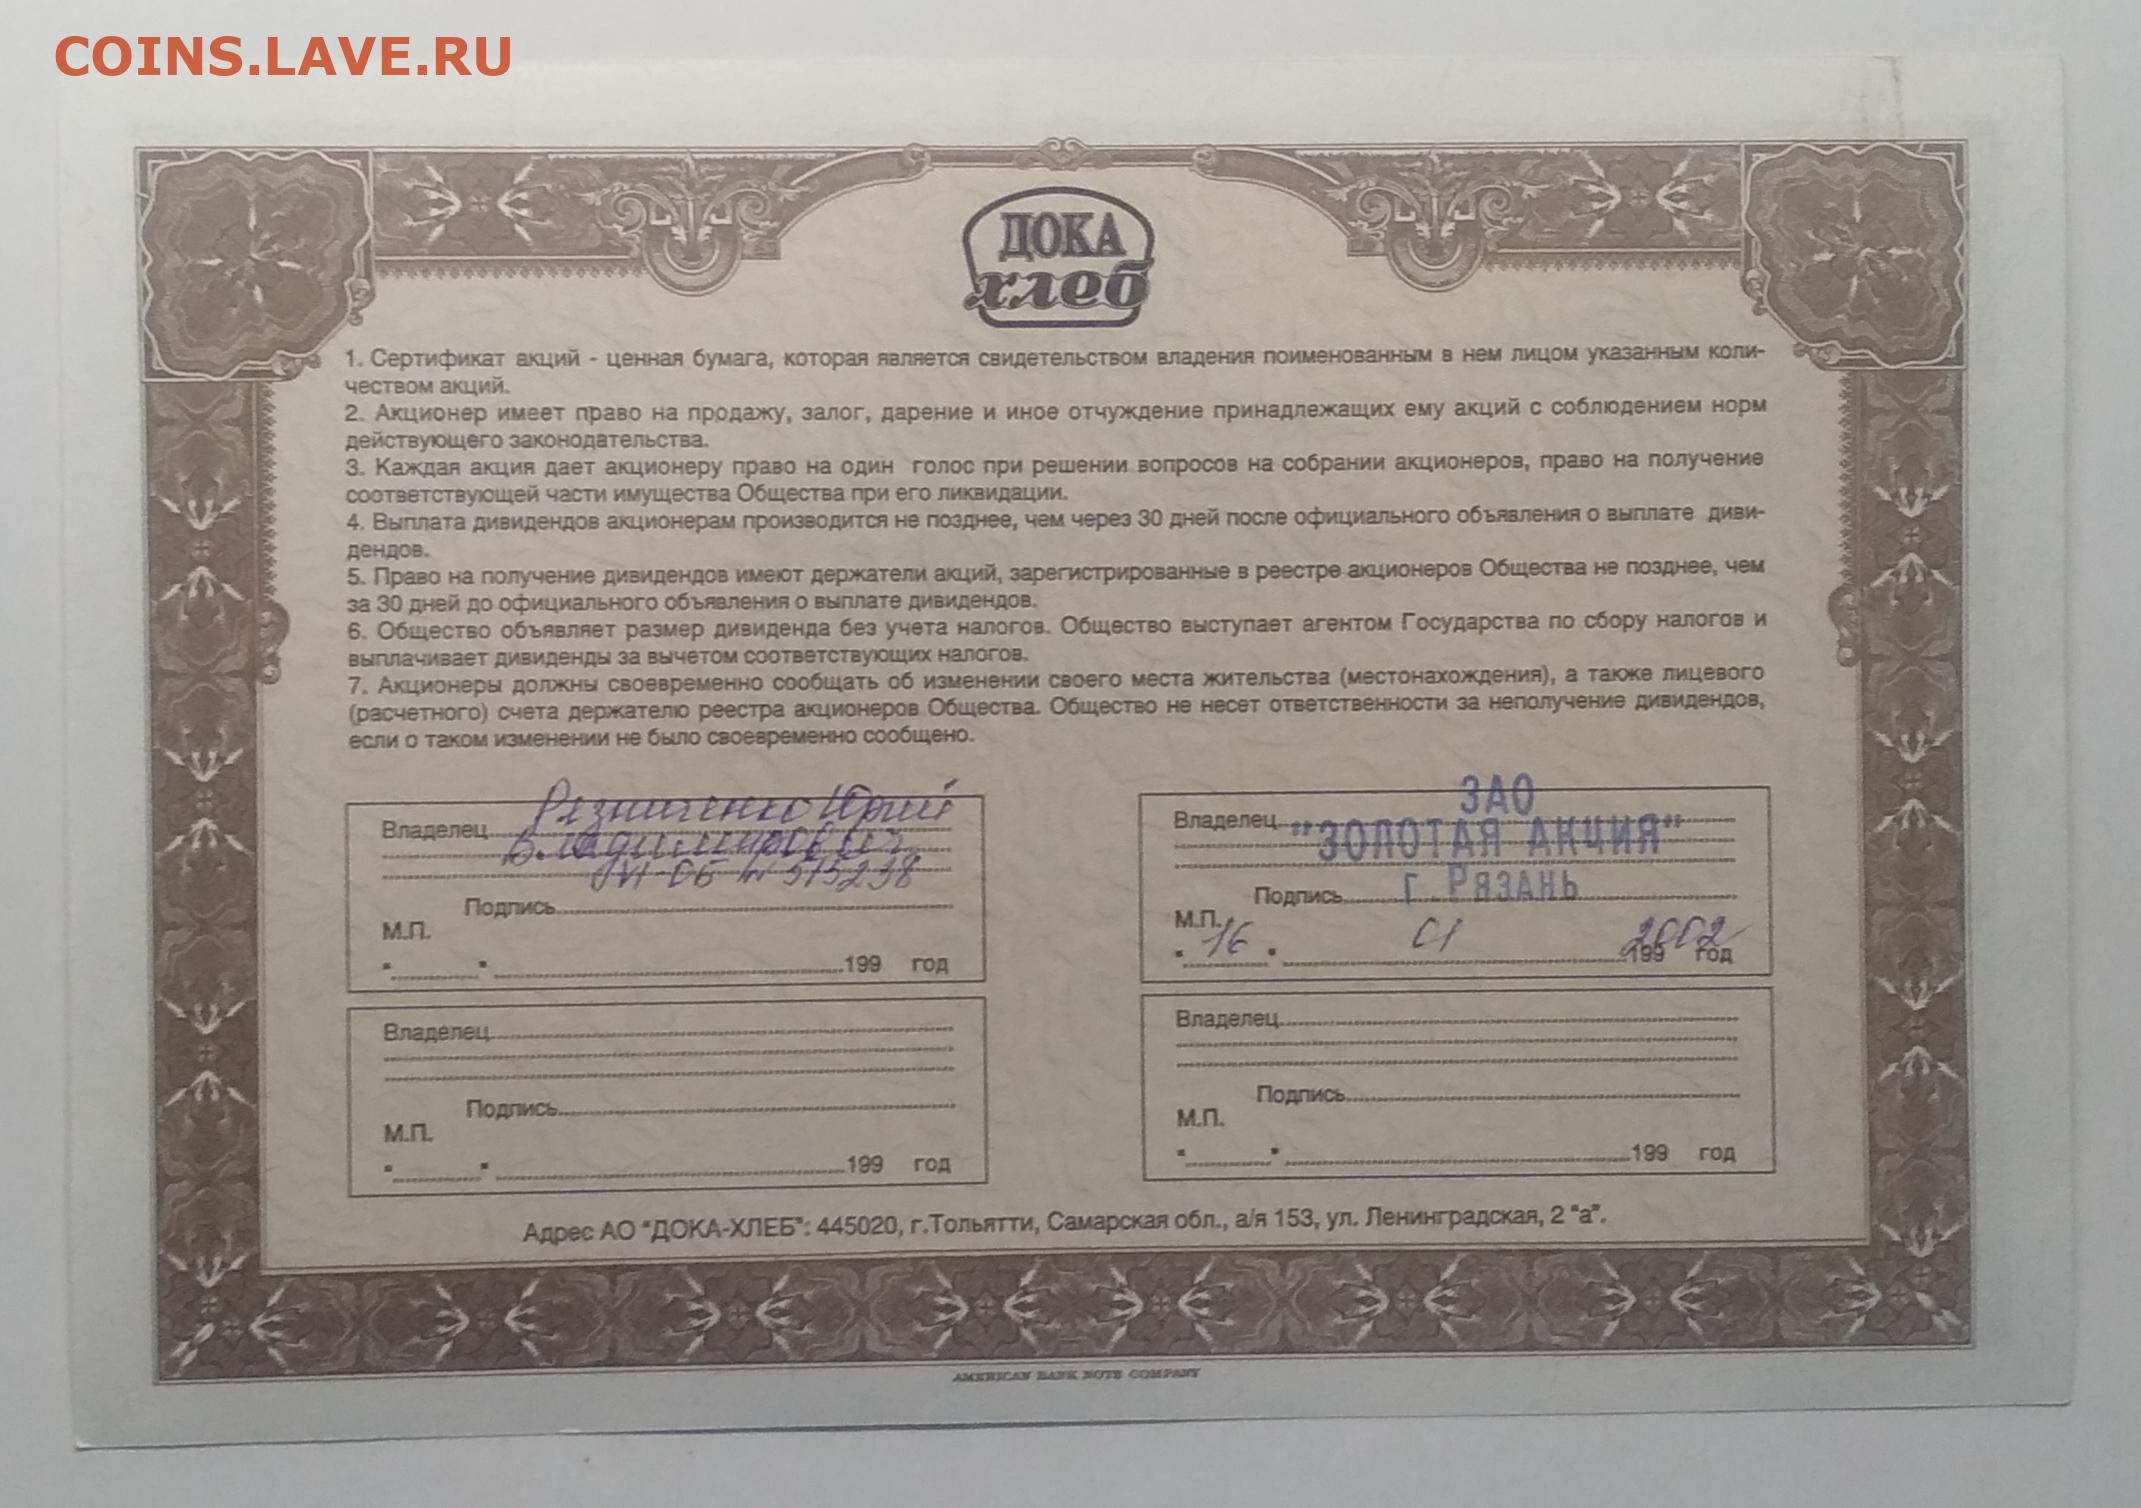 COINS.LAVE.RU
ДОКА
хлеб
1. Сертификат акций - ценная бумага, которая является свидетельством владения поименованным в нем лицом указанным коли-
чеством акций.
2. Акционер имеет право на продажу, залог, дарение и иное отчуждение принадлежащих ему акций с соблюдением норм
действующего законодательства.
3. Каждая акция дает акционеру право на один голос при решении вопросов на собрании акционеров, право на получение
соответствующей части имущества Общества при его ликвидации.
4. Выплата дивидендов акционерам производится не позднее, чем через 30 дней после официального объявления о выплате диви-
дендов.
5. Право на получение дивидендов имеют держатели акций, зарегистрированные в реестре акционеров Общества не позднее, чем
за 30 дней до официального объявления о выплате дивидендов.
6. Общество объявляет размер дивиденда без учета налогов. Общество выступает агентом Государства по сбору налогов и
выплачивает дивиденды за вычетом соответствующих налогов.
7. Акционеры должны своевременно сообщать об изменении своего места жительства (местонахождения), а также лицевого
(расчетного) счета держателю реестра акционеров Общества. Общество не несет ответственности за неполучение дивидендов,
если о таком изменении не было своевременно сообщено.
Владелец Резниченко Юрий
Владимирович
ОБ № 515238
Подпись
М.П.
" " 199 год
ЗАО
Владелец "ЗОЛОТАЯ АКЦИЯ"
г. Рязань
Подпись
М.П.
" 16 " 01 2002
199 год
Владелец
Подпись
М.П.
" " 199 год
Владелец
Подпись
М.П.
" " 199 год
Адрес АО "ДОКА-ХЛЕБ": 445020, г.Тольятти, Самарская обл., а/я 153, ул. Ленинградская, 2 "а".
AMERICAN BANK NOTE COMPANY